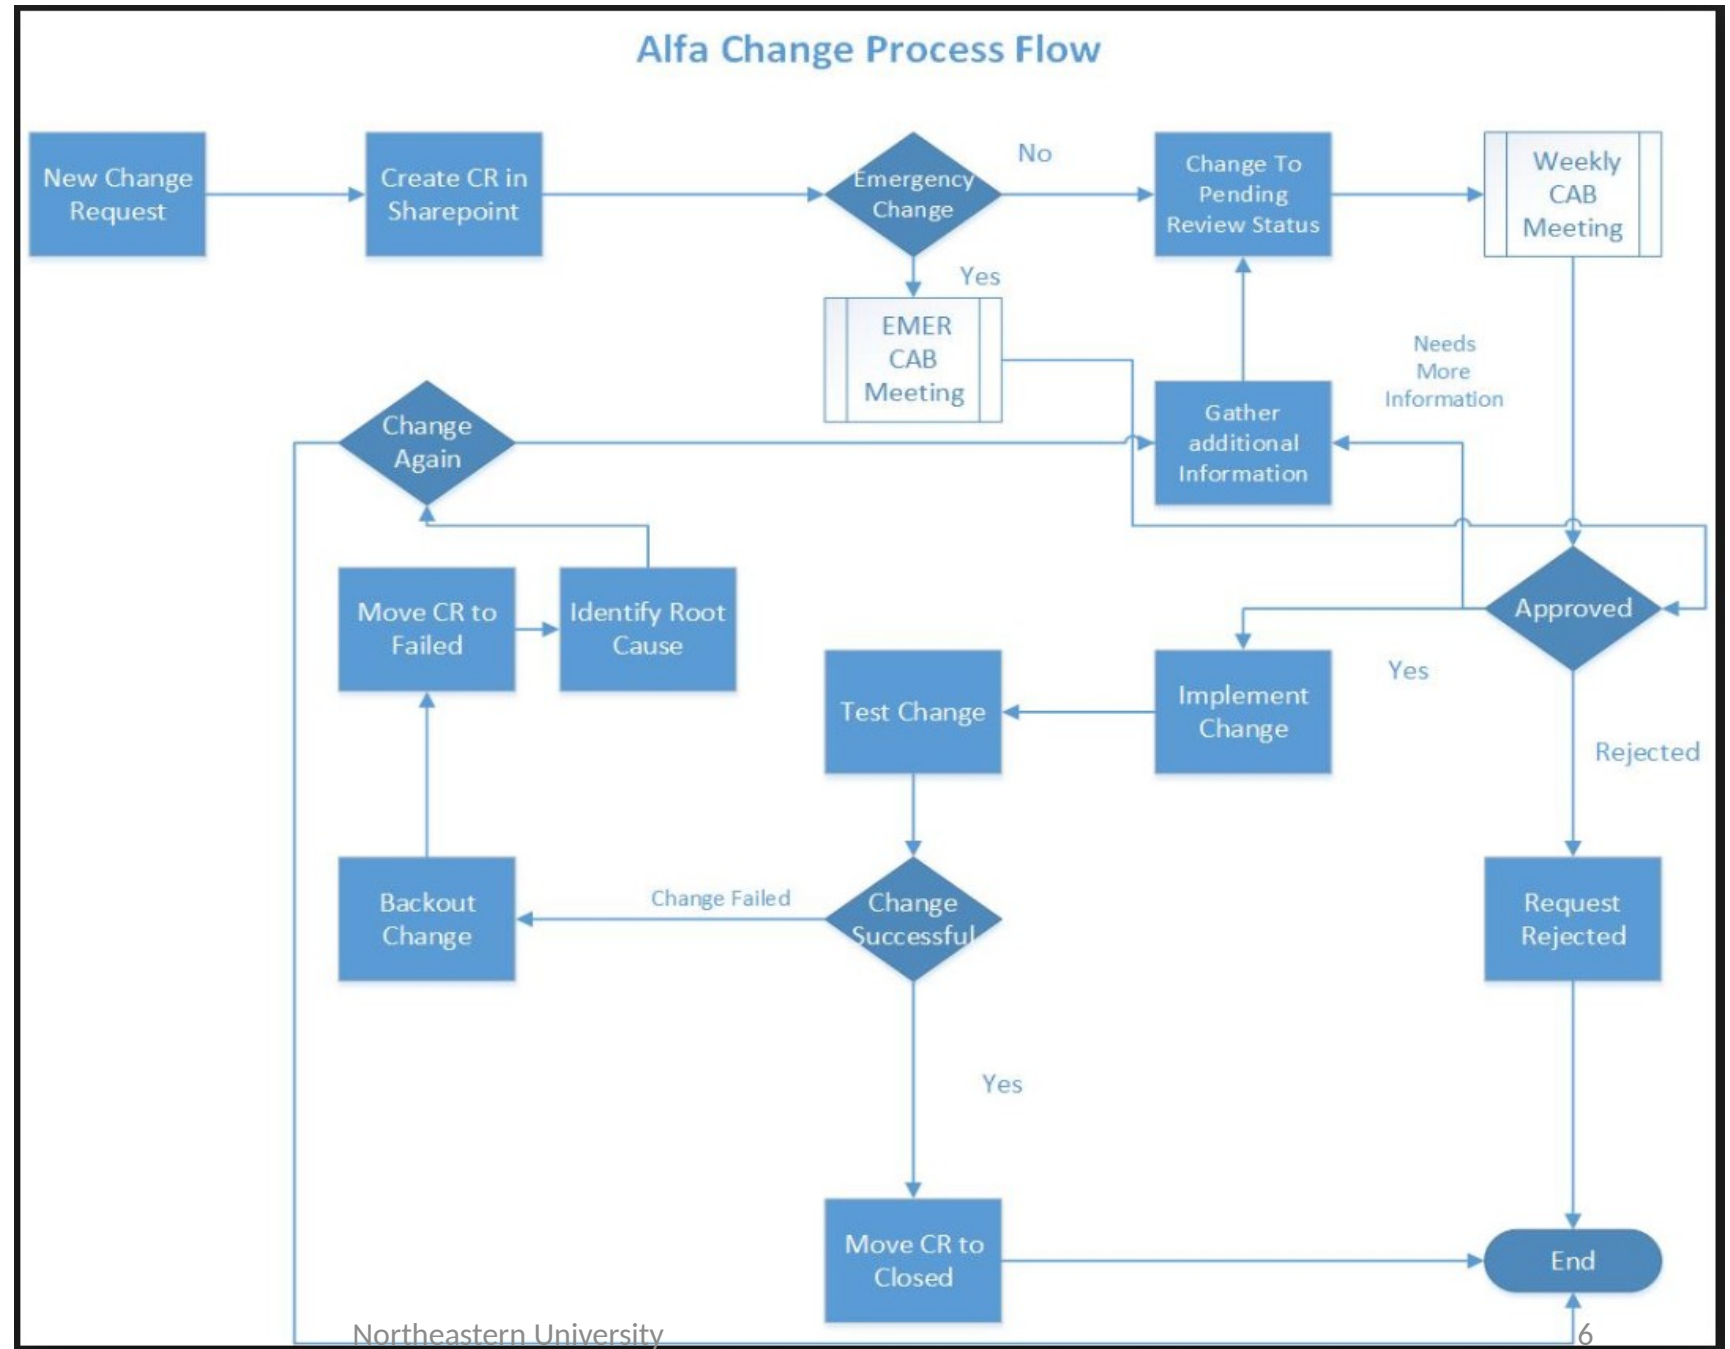 Alfa Change Process Flow
New Change
Request
Create CR in
Sharepoint
Emergency
Change
No
Change To
Pending
Review Status
Weekly
CAB
Meeting
Yes
EMER
CAB
Meeting
Needs
More
Information
Change
Again
Gather
additional
Information
Move CR to
Failed
Identify Root
Cause
Approved
Yes
Test Change
Implement
Change
Rejected
Backout
Change
Change Failed
Change
Successful
Request
Rejected
Yes
Move CR to
Closed
End
Northeastern University
6